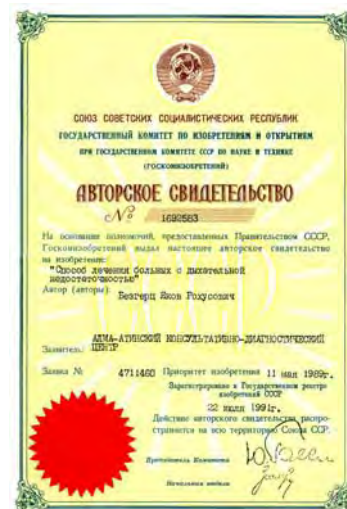 СОЮЗ СОВЕТСКИХ СОЦИАЛИСТИЧЕСКИХ РЕСПУБЛИК
ГОСУДАРСТВЕННЫЙ КОМИТЕТ ПО ИЗОБРЕТЕНИЯМ И ОТКРЫТИЯМ
ПРИ ГОСУДАРСТВЕННОМ КОМИТЕТЕ СССР ПО НАУКЕ И ТЕХНИКЕ
(ГОСКОМИЗОБРЕТЕНИЙ)
АВТОРСКОЕ СВИДЕТЕЛЬСТВО
№ 1692583
На основании полномочий, предоставленных Правительством СССР,
Госкомизобретений выдал настоящее авторское свидетельство
на изобретение:
"Способ лечения больных с дыхательной
недостаточностью"
Автор (авторы):
Безгерц Яков Рохусович
АЛМА-АТИНСКИЙ КОНСУЛЬТАТИВНО-ДИАГНОСТИЧЕСКИЙ
Заявитель: ЦЕНТР
Заявка № 4711460 Приоритет изобретения 11 мая 1989г.
Зарегистрировано в Государственном реестре
изобретений СССР
22 июля 1991г.
Действие авторского свидетельства распро-
страняется на всю территорию Союза ССР.
Председатель Комитета
Начальник отдела